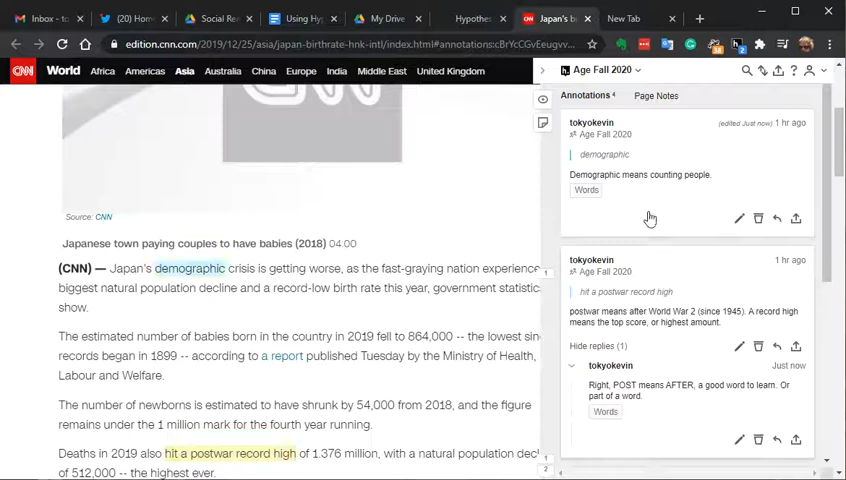 Inbox - to
(20) Hom
Social Re
Using Hy
My Drive
Hypothes
Japan's b
New Tab
edition.cnn.com/2019/12/25/asia/japan-birthrate-hnk-intl/index.html#annotations:cBrYcCGvEeugvv...
38
2
CNN World Africa Americas Asia Australia China Europe India Middle East United Kingdom
CNN
Source: CNN
Japanese town paying couples to have babies (2018) 04:00
(CNN) — Japan's demographic crisis is getting worse, as the fast-graying nation experience
biggest natural population decline and a record-low birth rate this year, government statistics
show.
The estimated number of babies born in the country in 2019 fell to 864,000 -- the lowest sin
records began in 1899 -- according to a report published Tuesday by the Ministry of Health,
Labour and Welfare.
The number of newborns is estimated to have shrunk by 54,000 from 2018, and the figure
remains under the 1 million mark for the fourth year running.
Deaths in 2019 also hit a postwar record high of 1.376 million, with a natural population decl
of 512,000 -- the highest ever.
h. Age Fall 2020
Annotations 4 Page Notes
tokyokevin (edited Just now) 1 hr ago
Age Fall 2020
demographic
Demographic means counting people.
Words
tokyokevin 1 hr ago
Age Fall 2020
hit a postwar record high
postwar means after World War 2 (since 1945). A record high
means the top score, or highest amount.
Hide replies (1)
tokyokevin Just now
Right, POST means AFTER, a good word to learn. Or
part of a word.
Words
1
1
2